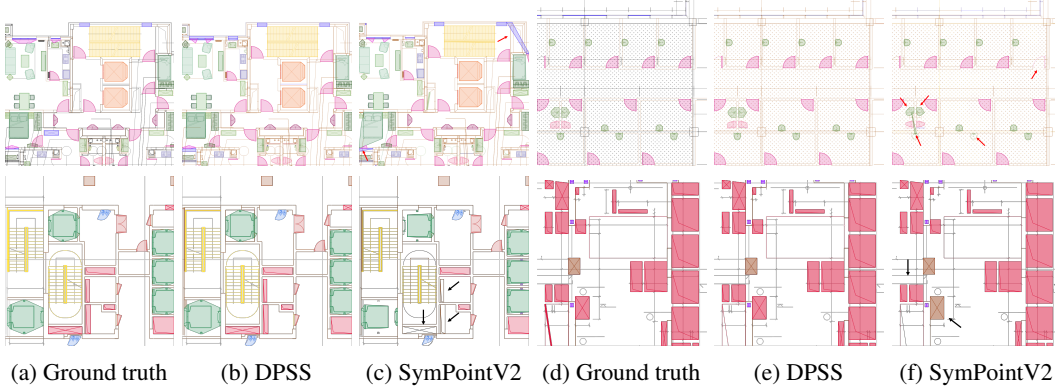 (a) Ground truth
(b) DPSS
(c) SymPointV2
(d) Ground truth
(e) DPSS
(f) SymPointV2